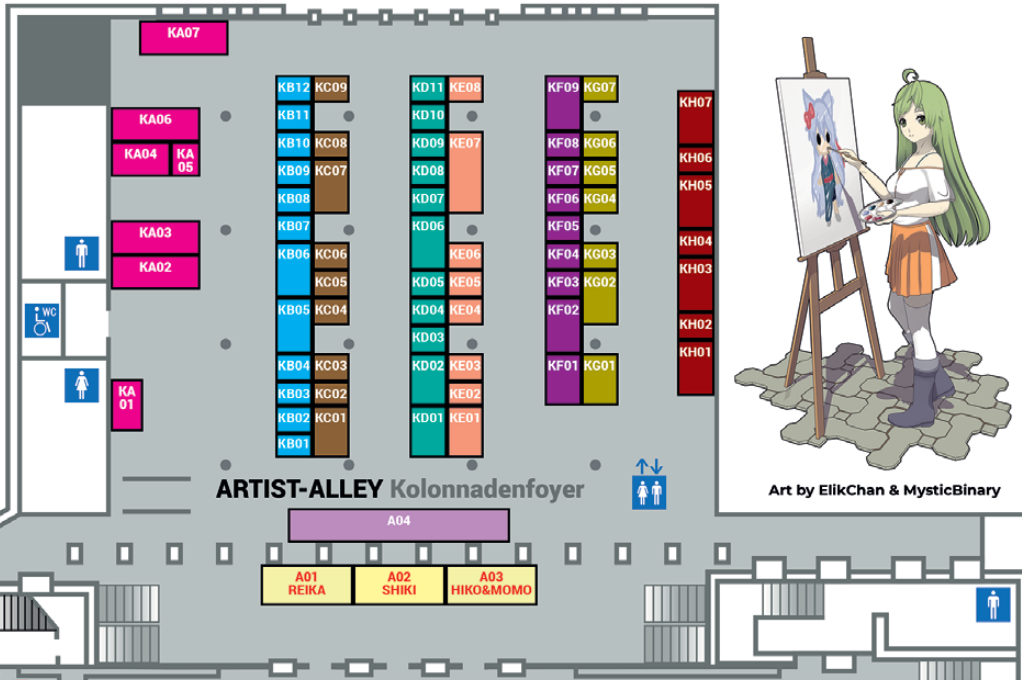 KA07
KB12 KC09
KD11 KE08
KF09 KG07
KH07
KB11
KD10
KA06
KB10 KC08
KD09 KE07
KF08 KG06
KA04 KA
05
KH06
KB09 KC07
KD08
KF07 KG05
KH05
KB08
KD07
KF06 KG04
KA03
KB07
KD06
KF05
KH04
KB06 KC06
KE06
KF04 KG03
KA02
KH03
KC05
KD05 KE05
KF03 KG02
WC
KB05 KC04
KD04 KE04
KF02
KH02
KD03
KH01
KB04 KC03
KD02 KE03
KF01 KG01
KA
01
KB03 KC02
KE02
KB02 KC01
KD01 KE01
KB01
ARTIST-ALLEY Kolonnadenfoyer
Art by ElikChan & MysticBinary
A04
A01
REIKA
A02
SHIKI
A03
HIKO&MOMO